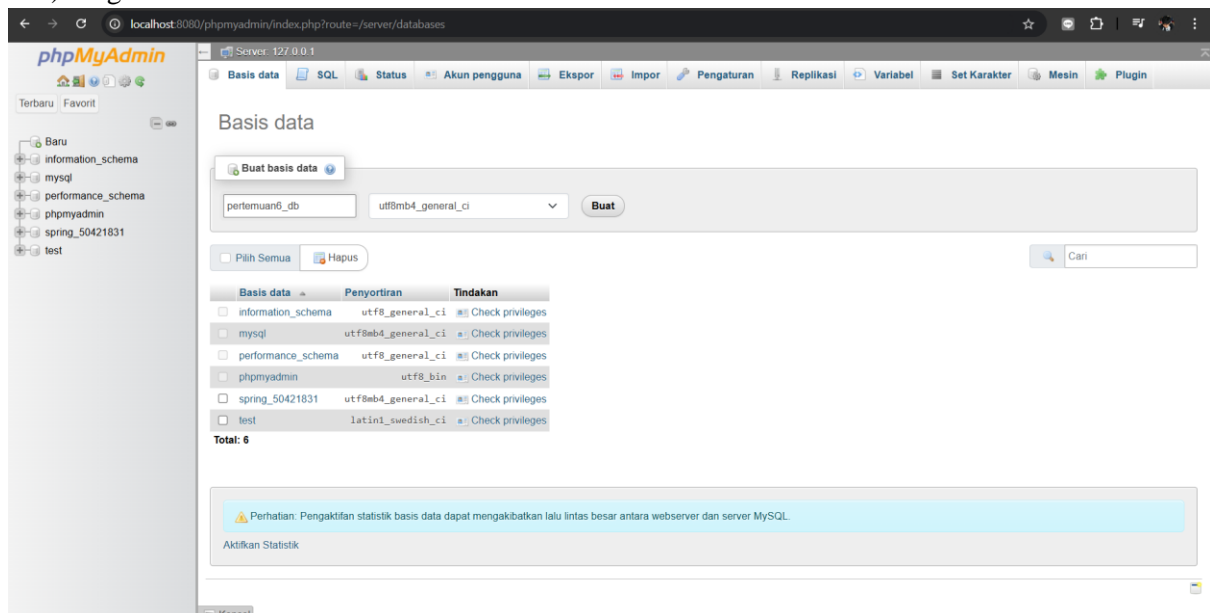 localhost:8080/phpmyadmin/index.php?route=/server/databases
phpMyAdmin
Terbaru Favorit
Baru
information_schema
mysql
performance_schema
phpmyadmin
spring_50421831
test
Server: 127.0.0.1
Basis data SQL Status Akun pengguna Ekspor Impor Pengaturan Replikasi Variabel Set Karakter Mesin Plugin
Basis data
Buat basis data
pertemuan6_db utf8mb4_general_ci Buat
Pilih Semua Hapus Cari
Basis data Penyortiran Tindakan
information_schema utf8_general_ci Check privileges
mysql utf8mb4_general_ci Check privileges
performance_schema utf8_general_ci Check privileges
phpmyadmin utf8_bin Check privileges
spring_50421831 utf8mb4_general_ci Check privileges
test latin1_swedish_ci Check privileges
Total: 6
Perhatian: Pengaktifan statistik basis data dapat mengakibatkan lalu lintas besar antara webserver dan server MySQL.
Aktifkan Statistik